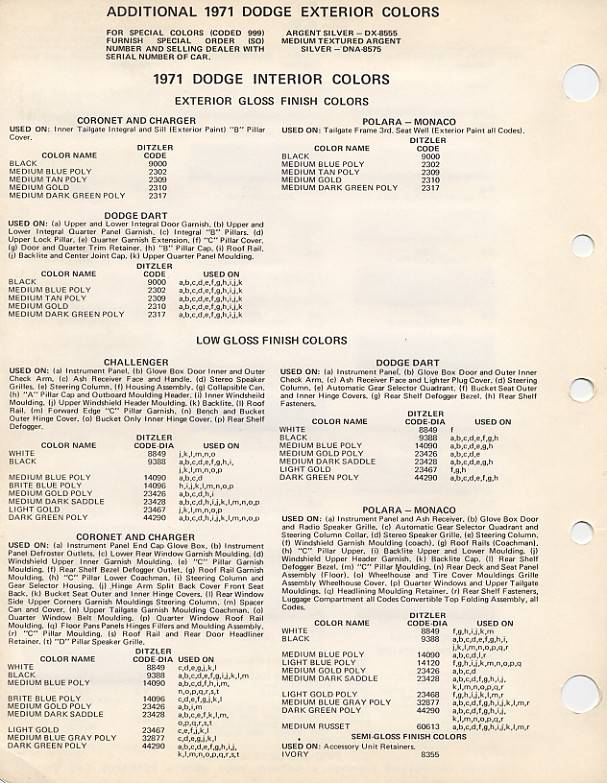 ADDITIONAL 1971 DODGE EXTERIOR COLORS
FOR SPECIAL COLORS (CODED 999)
FURNISH SPECIAL ORDER (SO)
NUMBER AND SELLING DEALER WITH
SERIAL NUMBER OF CAR.
ARGENT SILVER — DX-8555
MEDIUM TEXTURED ARGENT
SILVER — DNA-8575
1971 DODGE INTERIOR COLORS
EXTERIOR GLOSS FINISH COLORS
CORONET AND CHARGER
USED ON: Inner Tailgate Integral and Sill (Exterior Paint) "B" Pillar
Cover.
DITZLER
COLOR NAME CODE
BLACK 9000
MEDIUM BLUE POLY 2302
MEDIUM TAN POLY 2309
MEDIUM GOLD 2310
MEDIUM DARK GREEN POLY 2317
POLARA — MONACO
USED ON: Tailgate Frame 3rd. Seat Well (Exterior Paint all Codes).
DITZLER
COLOR NAME CODE
BLACK 9000
MEDIUM BLUE POLY 2302
MEDIUM TAN POLY 2309
MEDIUM GOLD 2310
MEDIUM DARK GREEN POLY 2317
DODGE DART
USED ON: (a) Upper and Lower Integral Door Garnish, (b) Upper and
Lower Integral Quarter Panel Garnish, (c) Integral "B" Pillars, (d)
Upper Lock Pillar, (e) Quarter Garnish Extension, (f) "C" Pillar Cover,
(g) Door and Quarter Trim Retainer, (h) "B" Pillar Cap, (i) Roof Rail,
(j) Backlite and Center Joint Cap, (k) Upper Quarter Panel Moulding.
DITZLER
COLOR NAME CODE USED ON
BLACK 9000 a,b,c,d,e,f,g,h,i,j,k
MEDIUM BLUE POLY 2302 a,b,c,d,e,f,g,h,i,j,k
MEDIUM TAN POLY 2309 a,b,c,d,e,f,g,h,i,j,k
MEDIUM GOLD 2310 a,b,c,d,e,f,g,h,i,j,k
MEDIUM DARK GREEN POLY 2317 a,b,c,d,e,f,g,h,i,j,k
LOW GLOSS FINISH COLORS
CHALLENGER
USED ON: (a) Instrument Panel, (b) Glove Box Door Inner and Outer
Check Arm, (c) Ash Receiver Face and Handle, (d) Stereo Speaker
Grilles, (e) Steering Column, (f) Housing Assembly, (g) Collapsible Can,
(h) "A" Pillar Cap and Outboard Moulding Header, (i) Inner Windsheild
Moulding, (j) Upper Windshield Header Moulding, (k) Backlite, (l) Roof
Rail, (m) Forward Edge "C" Pillar Garnish, (n) Bench and Bucket
Outer Hinge Cover, (o) Bucket Only Inner Hinge Cover, (p) Rear Shelf
Defogger.
DITZLER
COLOR NAME CODE-DIA USED ON
WHITE 8849 j,k,l,m,n,o
BLACK 9388 a,b,c,d,e,f,g,h,i,
j,k,l,m,n,o,p
MEDIUM BLUE POLY 14090 a,b,c,d
BRITE BLUE POLY 14096 h,i,j,k,l,m,n,o,p
MEDIUM GOLD POLY 23426 a,b,c,d,h,i
MEDIUM DARK SADDLE 23428 a,b,c,d,h,i,j,k,l,m,n,o,p
LIGHT GOLD 23467 j,k,l,m,n,o,p
DARK GREEN POLY 44290 a,b,c,d,h,i,j,k,l,m,n,o,p
DODGE DART
USED ON: (a) Instrument Panel, (b) Glove Box Door and Outer Inner
Check Arm, (c) Ash Receiver Face and Lighter Plug Cover, (d) Steering
Column, (e) Automatic Gear Selector Quadrant, (f) Bucket Seat Outer
and Inner Hinge Covers, (g) Rear Shelf Defogger Bezel, (h) Rear Shelf
Fasteners.
DITZLER
COLOR NAME CODE-DIA USED ON
WHITE 8849 f
BLACK 9388 a,b,c,d,e,f,g,h
MEDIUM BLUE POLY 14090 a,b,c,d,e,g,h
MEDIUM GOLD POLY 23426 a,b,c,d,e
MEDIUM DARK SADDLE 23428 a,b,c,d,e,g,h
LIGHT GOLD 23467 f,g,h
DARK GREEN POLY 44290 a,b,c,d,e,f,g,h
CORONET AND CHARGER
USED ON: (a) Instrument Panel End Cap Glove Box, (b) Instrument
Panel Defroster Outlets, (c) Lower Rear Window Garnish Moulding, (d)
Windshield Upper Inner Garnish Moulding, (e) "C" Pillar Garnish
Moulding, (f) Rear Shelf Bezel Defogger Outlet, (g) Roof Rail Garnish
Moulding, (h) "C" Pillar Lower Coachman, (i) Steering Column and
Gear Selector Housing, (j) Hinge Arm Split Back Cover Front Seat
Back, (k) Bucket Seat Outer and Inner Hinge Covers, (l) Rear Window
Side Upper Corners Garnish Mouldings Steering Column, (m) Spacer
Can and Cover, (n) Upper Tailgate Garnish Moulding Coachman, (o)
Quarter Window Belt Moulding, (p) Quarter Window Roof Rail
Moulding, (q) Floor Pans Panels Hinges Fillers and Moulding Assembly,
(r) "C" Pillar Moulding, (s) Roof Rail and Rear Door Headliner
Retainer, (t) "D" Pillar Speaker Grille.
DITZLER
COLOR NAME CODE-DIA USED ON
WHITE 8849 c,d,e,g,j,k,l
BLACK 9388 a,b,c,d,e,f,g,i,j,k,l,m
MEDIUM BLUE POLY 14090 a,b,c,d,f,h,i,m,
n,o,p,q,r,s,t
BRITE BLUE POLY 14096 c,d,e,f,g,j,k,l
MEDIUM GOLD POLY 23426 a,b,i,m
MEDIUM DARK SADDLE 23428 a,b,c,e,f,k,l,m,
o,p,q,r,s,t
LIGHT GOLD 23467 c,e,f,j,k,l
MEDIUM BLUE GRAY POLY 32877 c,d,e,g,j,k,l
DARK GREEN POLY 44290 a,b,c,d,e,f,g,h,i,j,
k,l,m,n,o,p,q,r,s,t
POLARA — MONACO
USED ON: (a) Instrument Panel and Ash Receiver, (b) Glove Box Door
and Radio Speaker Grille, (c) Automatic Gear Selector Quadrant and
Steering Column Collar, (d) Stereo Speaker Grille, (e) Steering Column,
(f) Windshield Garnish Moulding (coach), (g) Roof Rails (Coachman),
(h) "C" Pillar Upper, (i) Backlite Upper and Lower Moulding, (j)
Windshield Upper Header Garnish, (k) Backlite Cap, (l) Rear Shelf
Defogger Bezel, (m) "C" Pillar Moulding, (n) Rear Deck and Seat Panel
Assembly (Floor), (o) Wheelhouse and Tire Cover Mouldings Grille
Assembly Wheelhouse Cover, (p) Quarter Windows and Upper Tailgate
Mouldings, (q) Headlining Moulding Retainer, (r) Rear Shelf Fasteners,
Luggage Compartment all Codes Convertible Top Folding Assembly, all
Codes.
DITZLER
COLOR NAME CODE-DIA USED ON
WHITE 8849 f,g,h,i,j,k,m
BLACK 9388 a,b,c,d,e,f,g,h,i,
j,k,l,m,n,o,p,q,r
MEDIUM BLUE POLY 14090 a,b,c,d,l,r
LIGHT BLUE POLY 14120 f,g,h,i,j,k,m,n,o,p,q
MEDIUM GOLD POLY 23426 a,b,c,d
MEDIUM DARK SADDLE 23428 a,b,c,d,f,g,h,i,j,
k,l,m,n,o,p,q,r
LIGHT GOLD POLY 23468 f,g,h,i,j,k,l,m,r
MEDIUM BLUE GRAY POLY 32877 a,b,c,d,f,g,h,i,j,k,l,m,r
DARK GREEN POLY 44290 a,b,c,d,f,g,h,i,j,
k,l,m,n,o,p,q,r
MEDIUM RUSSET 60613 a,b,c,d,f,g,h,i,j,k,l,m,r
SEMI-GLOSS FINISH COLORS
USED ON: Accessory Unit Retainers.
IVORY 8355